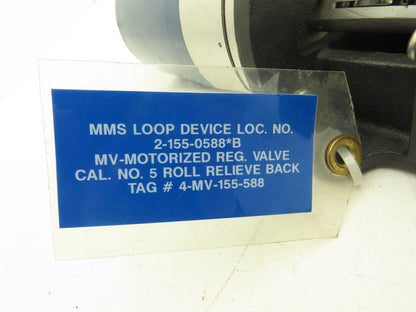 MMS LOOP DEVICE LOC. NO.
2-155-0588*B
MV-MOTORIZED REG. VALVE
CAL. NO. 5 ROLL RELIEVE BACK
TAG # 4-MV-155-588